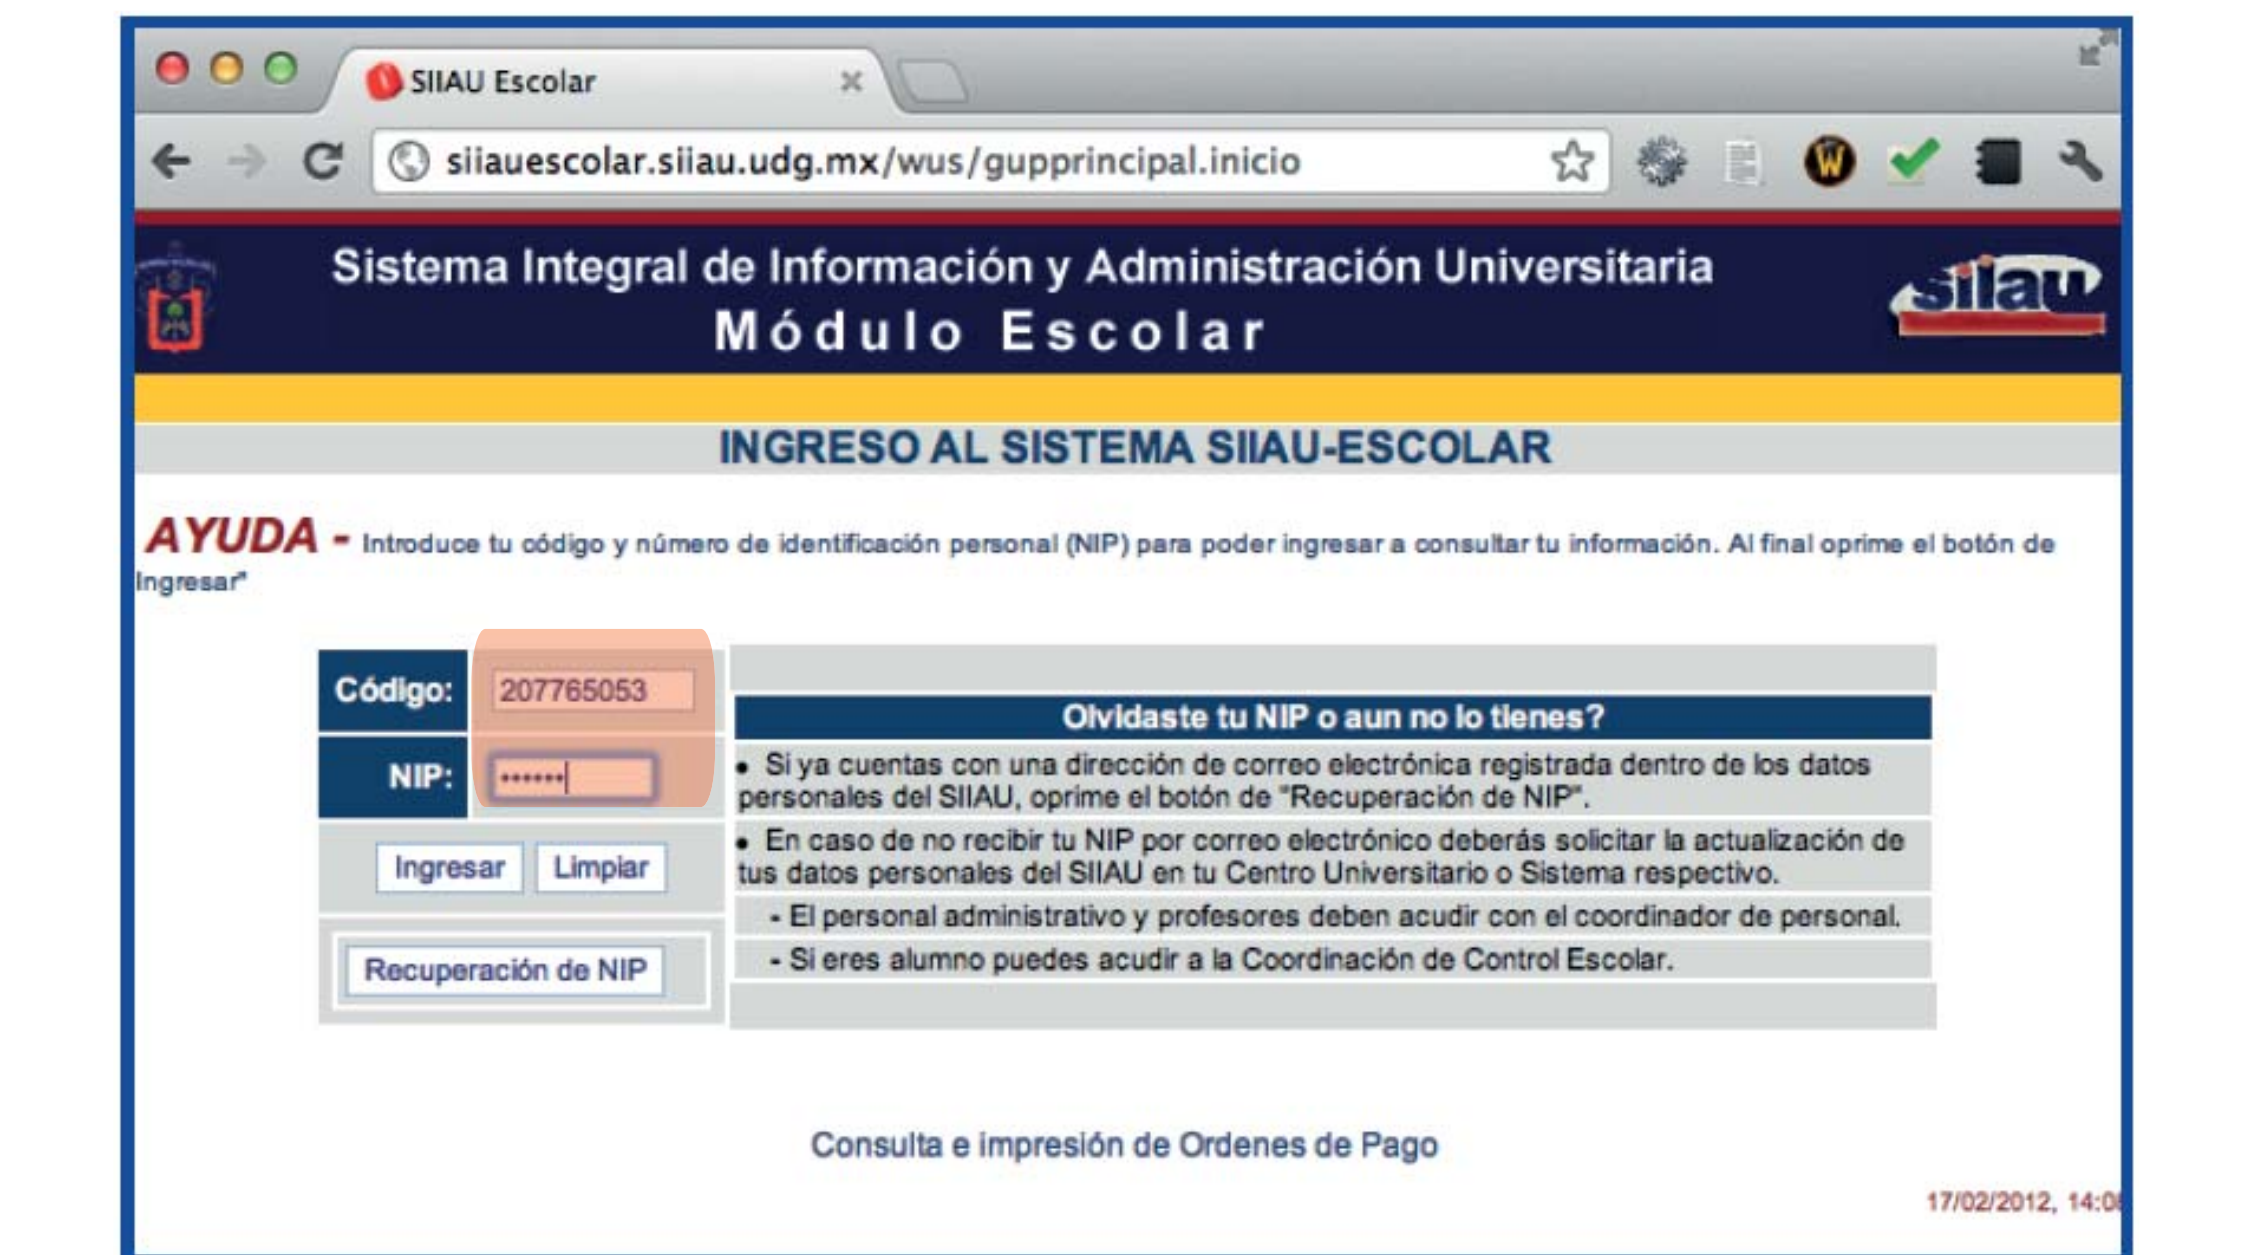 SIIAU Escolar
siiauescolar.siiau.udg.mx/wus/gupprincipal.inicio
W
Sistema Integral de Información y Administración Universitaria
Módulo Escolar
siiau
INGRESO AL SISTEMA SIIAU-ESCOLAR
AYUDA - Introduce tu código y número de identificación personal (NIP) para poder ingresar a consultar tu información. Al final oprime el botón de
Ingresar"
Código: 207765053
NIP: ••••••
Ingresar Limpiar
Recuperación de NIP
Olvidaste tu NIP o aun no lo tienes?
• Si ya cuentas con una dirección de correo electrónica registrada dentro de los datos
personales del SIIAU, oprime el botón de "Recuperación de NIP".
• En caso de no recibir tu NIP por correo electrónico deberás solicitar la actualización de
tus datos personales del SIIAU en tu Centro Universitario o Sistema respectivo.
- El personal administrativo y profesores deben acudir con el coordinador de personal.
- Si eres alumno puedes acudir a la Coordinación de Control Escolar.
Consulta e impresión de Ordenes de Pago
17/02/2012, 14:0